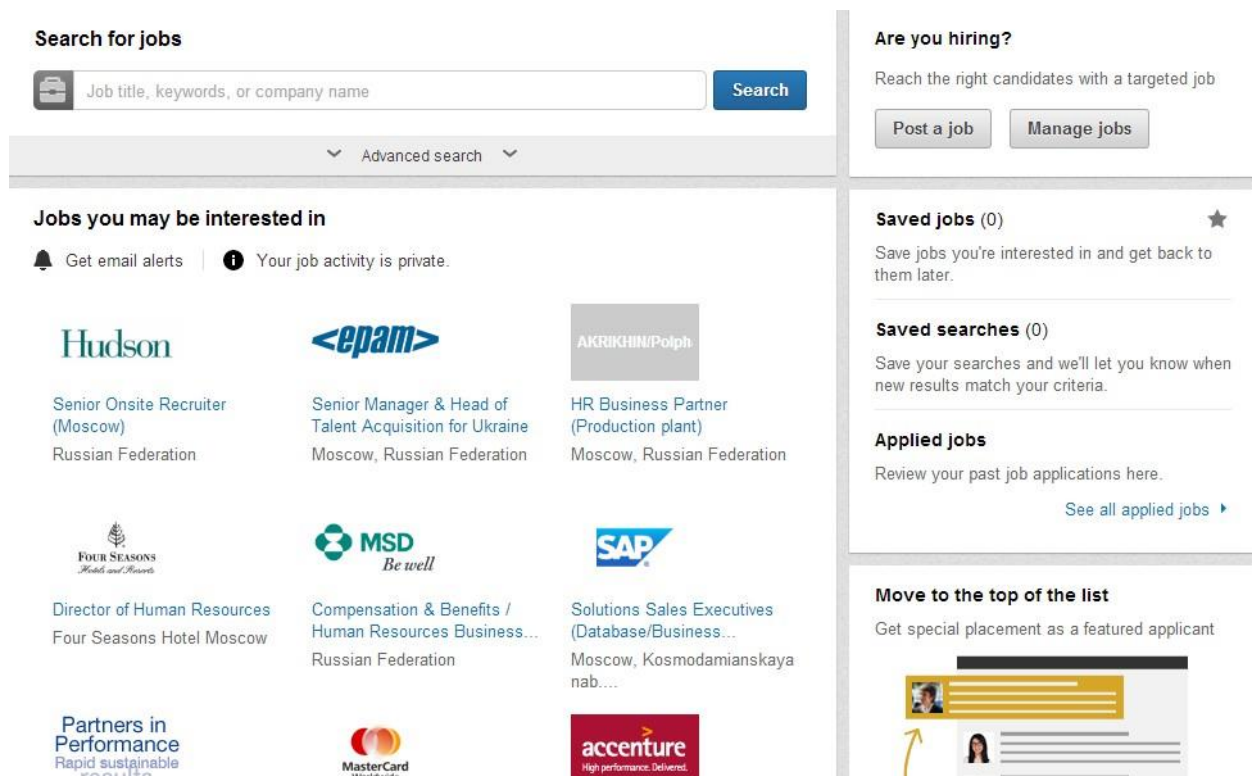 Search for jobs
Job title, keywords, or company name
Search
Advanced search
Jobs you may be interested in
Get email alerts
Your job activity is private.
Hudson
<epam>
AKRIKHIN/Polph
Senior Onsite Recruiter
(Moscow)
Russian Federation
Senior Manager & Head of
Talent Acquisition for Ukraine
Moscow, Russian Federation
HR Business Partner
(Production plant)
Moscow, Russian Federation
FOUR SEASONS
Hotels and Resorts
MSD
Be well
SAP
Director of Human Resources
Four Seasons Hotel Moscow
Compensation & Benefits /
Human Resources Business...
Russian Federation
Solutions Sales Executives
(Database/Business...
Moscow, Kosmodamianskaya
nab....
Partners in
Performance
Rapid sustainable
results
MasterCard
Worldwide
accenture
High performance. Delivered.
Are you hiring?
Reach the right candidates with a targeted job
Post a job
Manage jobs
Saved jobs (0)
Save jobs you're interested in and get back to
them later.
Saved searches (0)
Save your searches and we'll let you know when
new results match your criteria.
Applied jobs
Review your past job applications here.
See all applied jobs
Move to the top of the list
Get special placement as a featured applicant